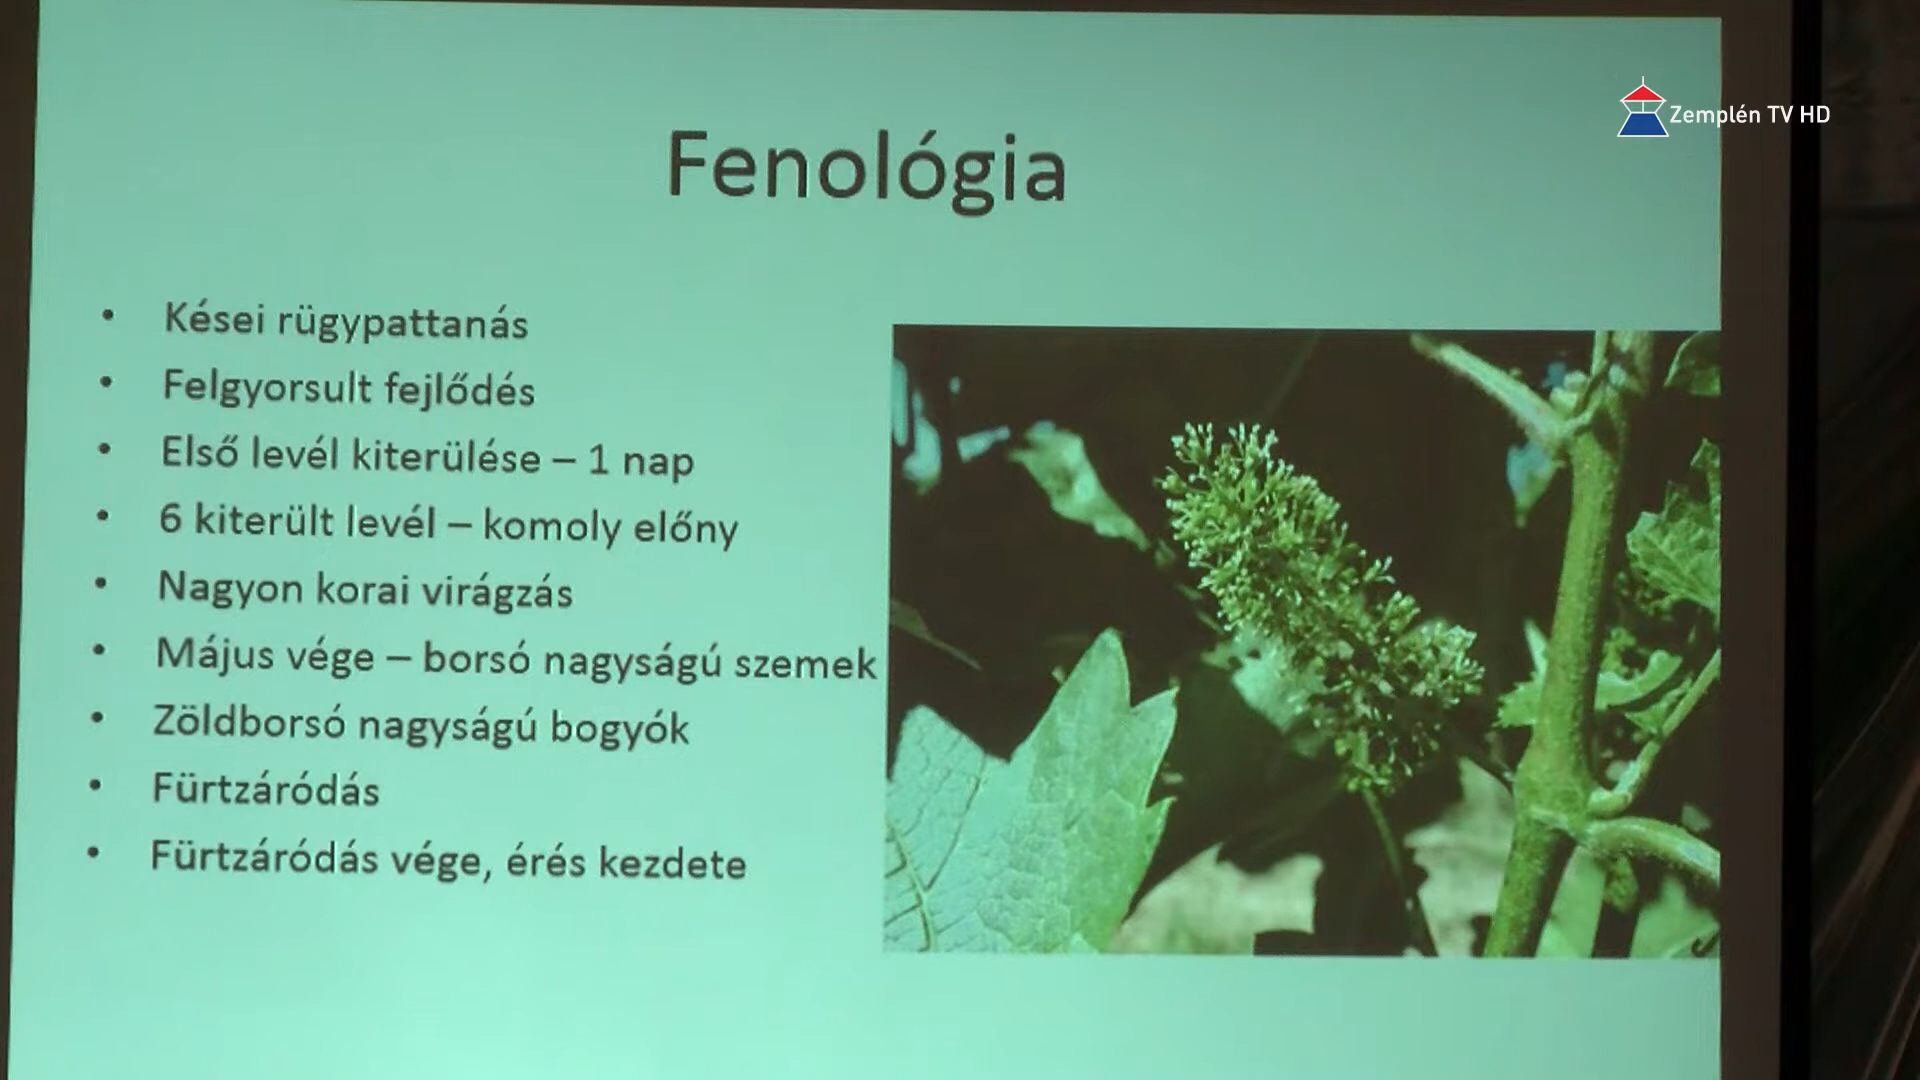 Zemplén TV HD
Fenológia
• Kései rügypattanás
• Felgyorsult fejlődés
• Első levél kiterülése – 1 nap
• 6 kiterült levél – komoly előny
• Nagyon korai virágzás
• Május vége – borsó nagyságú szemek
• Zöldborsó nagyságú bogyók
• Fürtzáródás
• Fürtzáródás vége, érés kezdete